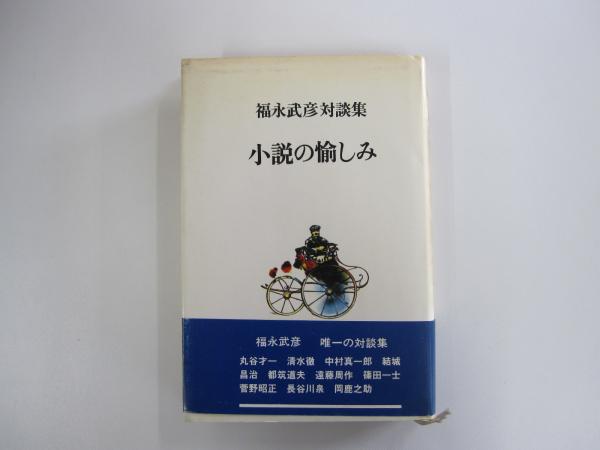 福永武彦対談集
小説の愉しみ
福永武彦 唯一の対談集
丸谷才一 清水徹 中村真一郎 結城
昌治 都筑道夫 遠藤周作 篠田一士
菅野昭正 長谷川泉 岡鹿之助